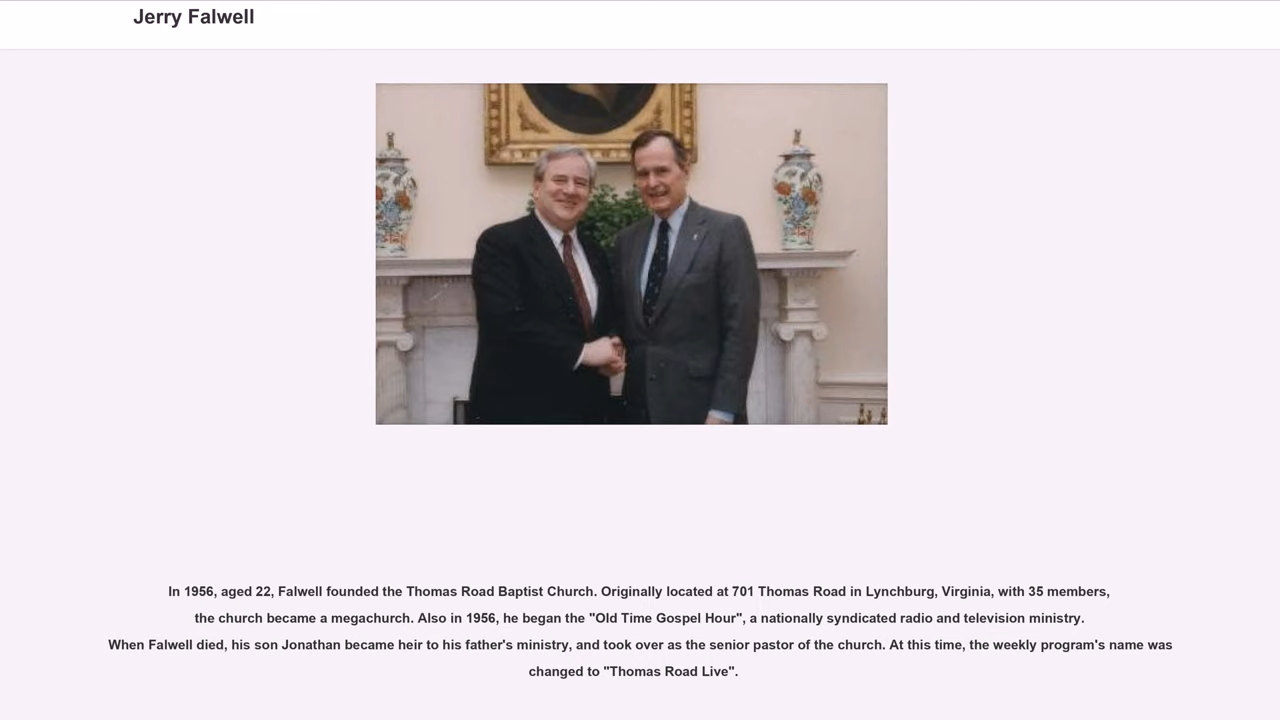 Jerry Falwell
In 1956, aged 22, Falwell founded the Thomas Road Baptist Church. Originally located at 701 Thomas Road in Lynchburg, Virginia, with 35 members,
the church became a megachurch. Also in 1956, he began the "Old Time Gospel Hour", a nationally syndicated radio and television ministry.
When Falwell died, his son Jonathan became heir to his father's ministry, and took over as the senior pastor of the church. At this time, the weekly program's name was
changed to "Thomas Road Live".